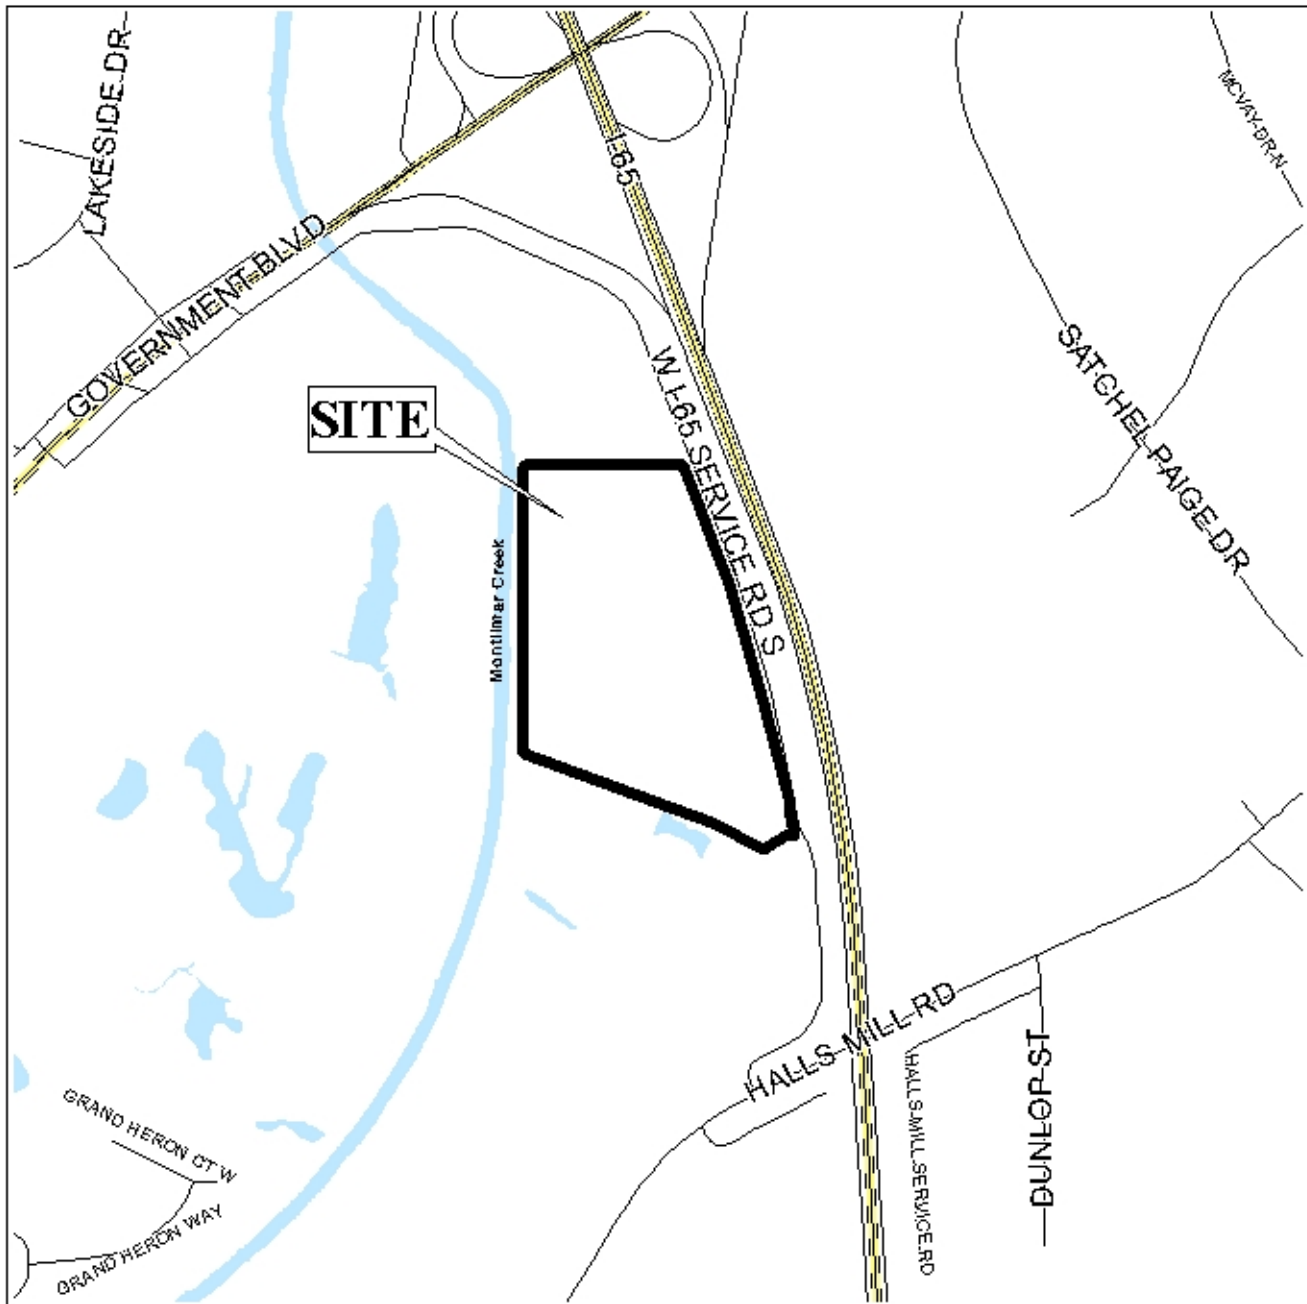 LAKESIDE DR
I-65
MCVAY DR N
GOVERNMENT BLVD
SATCHEL PAIGE DR
W I-65 SERVICE RD S
SITE
Montlimar Creek
HALLS MILL RD
HALLS MILL SERVICE RD
DUNLOP ST
GRAND HERON CT W
GRAND HERON WAY